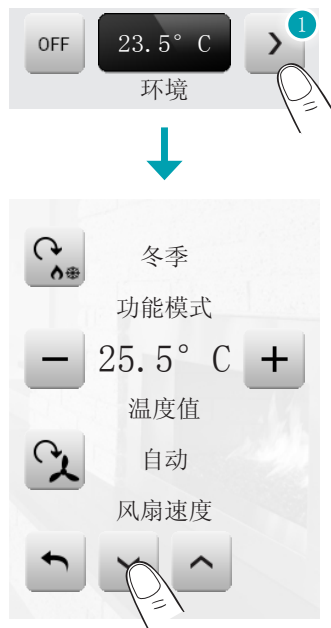 OFF 23.5° C > 1
环境
冬季
功能模式
− 25.5° C +
温度值
自动
风扇速度